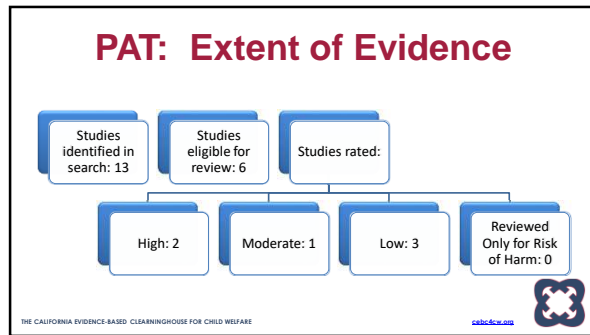 PAT: Extent of Evidence
Studies
identified in
search: 13
Studies
eligible for
review: 6
Studies rated:
High: 2
Moderate: 1
Low: 3
Reviewed
Only for Risk
of Harm: 0
THE CALIFORNIA EVIDENCE-BASED CLEARNINGHOUSE FOR CHILD WELFARE
cebc4cw.org